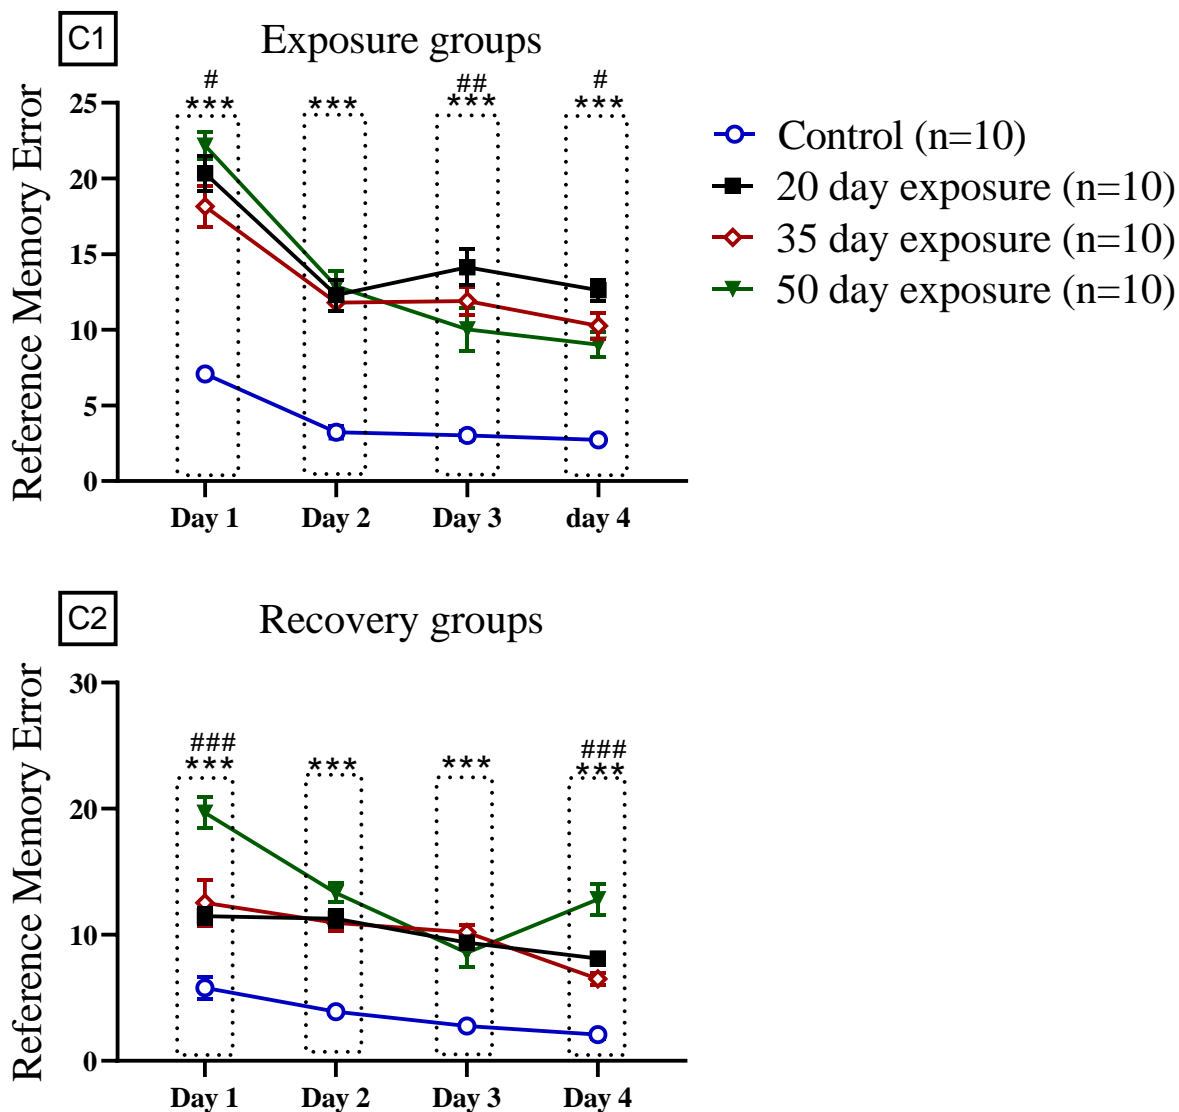 C1
Exposure groups
# ## #
*** *** *** ***
Reference Memory Error
25
20
15
10
5
0
Day 1 Day 2 Day 3 day 4
Control (n=10)
20 day exposure (n=10)
35 day exposure (n=10)
50 day exposure (n=10)
C2
Recovery groups
### ###
*** *** *** ***
Reference Memory Error
30
20
10
0
Day 1 Day 2 Day 3 Day 4